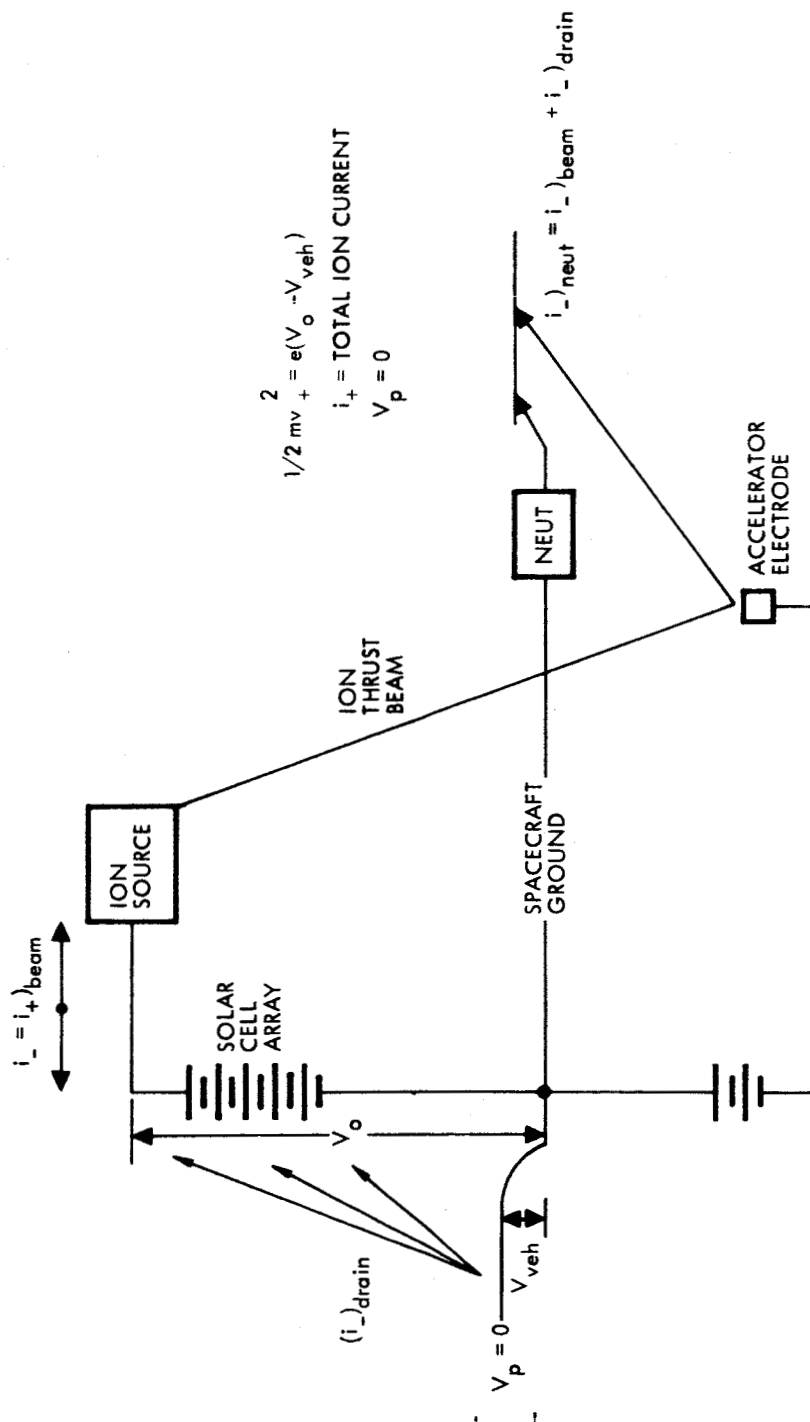 i_ = i+)beam
ION
SOURCE
SOLAR
CELL
ARRAY
Vo
(i_)drain
Vp = 0
Vveh
ION
THRUST
BEAM
SPACECRAFT
GROUND
NEUT
ACCELERATOR
ELECTRODE
1/2 mv+2 = e(Vo -Vveh)
i+ = TOTAL ION CURRENT
Vp = 0
i_)neut = i_)beam + i_)drain